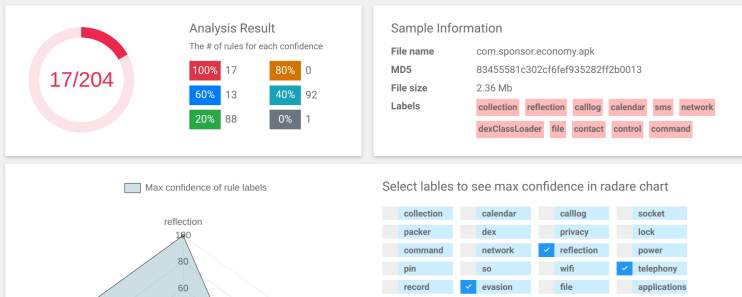 Analysis Result
The # of rules for each confidence
17/204
100% 17 80% 0
60% 13 40% 92
20% 88 0% 1
Sample Information
File name com.sponsor.economy.apk
MD5 83455581c302cf6fef935282ff2b0013
File size 2.36 Mb
Labels collection reflection calllog calendar sms network
dexClassLoader file contact control command
Max confidence of rule labels
reflection
100
80
60
Select lables to see max confidence in radare chart
collection calendar calllog socket
packer dex privacy lock
command network reflection power
pin so wifi telephony
record evasion file applications